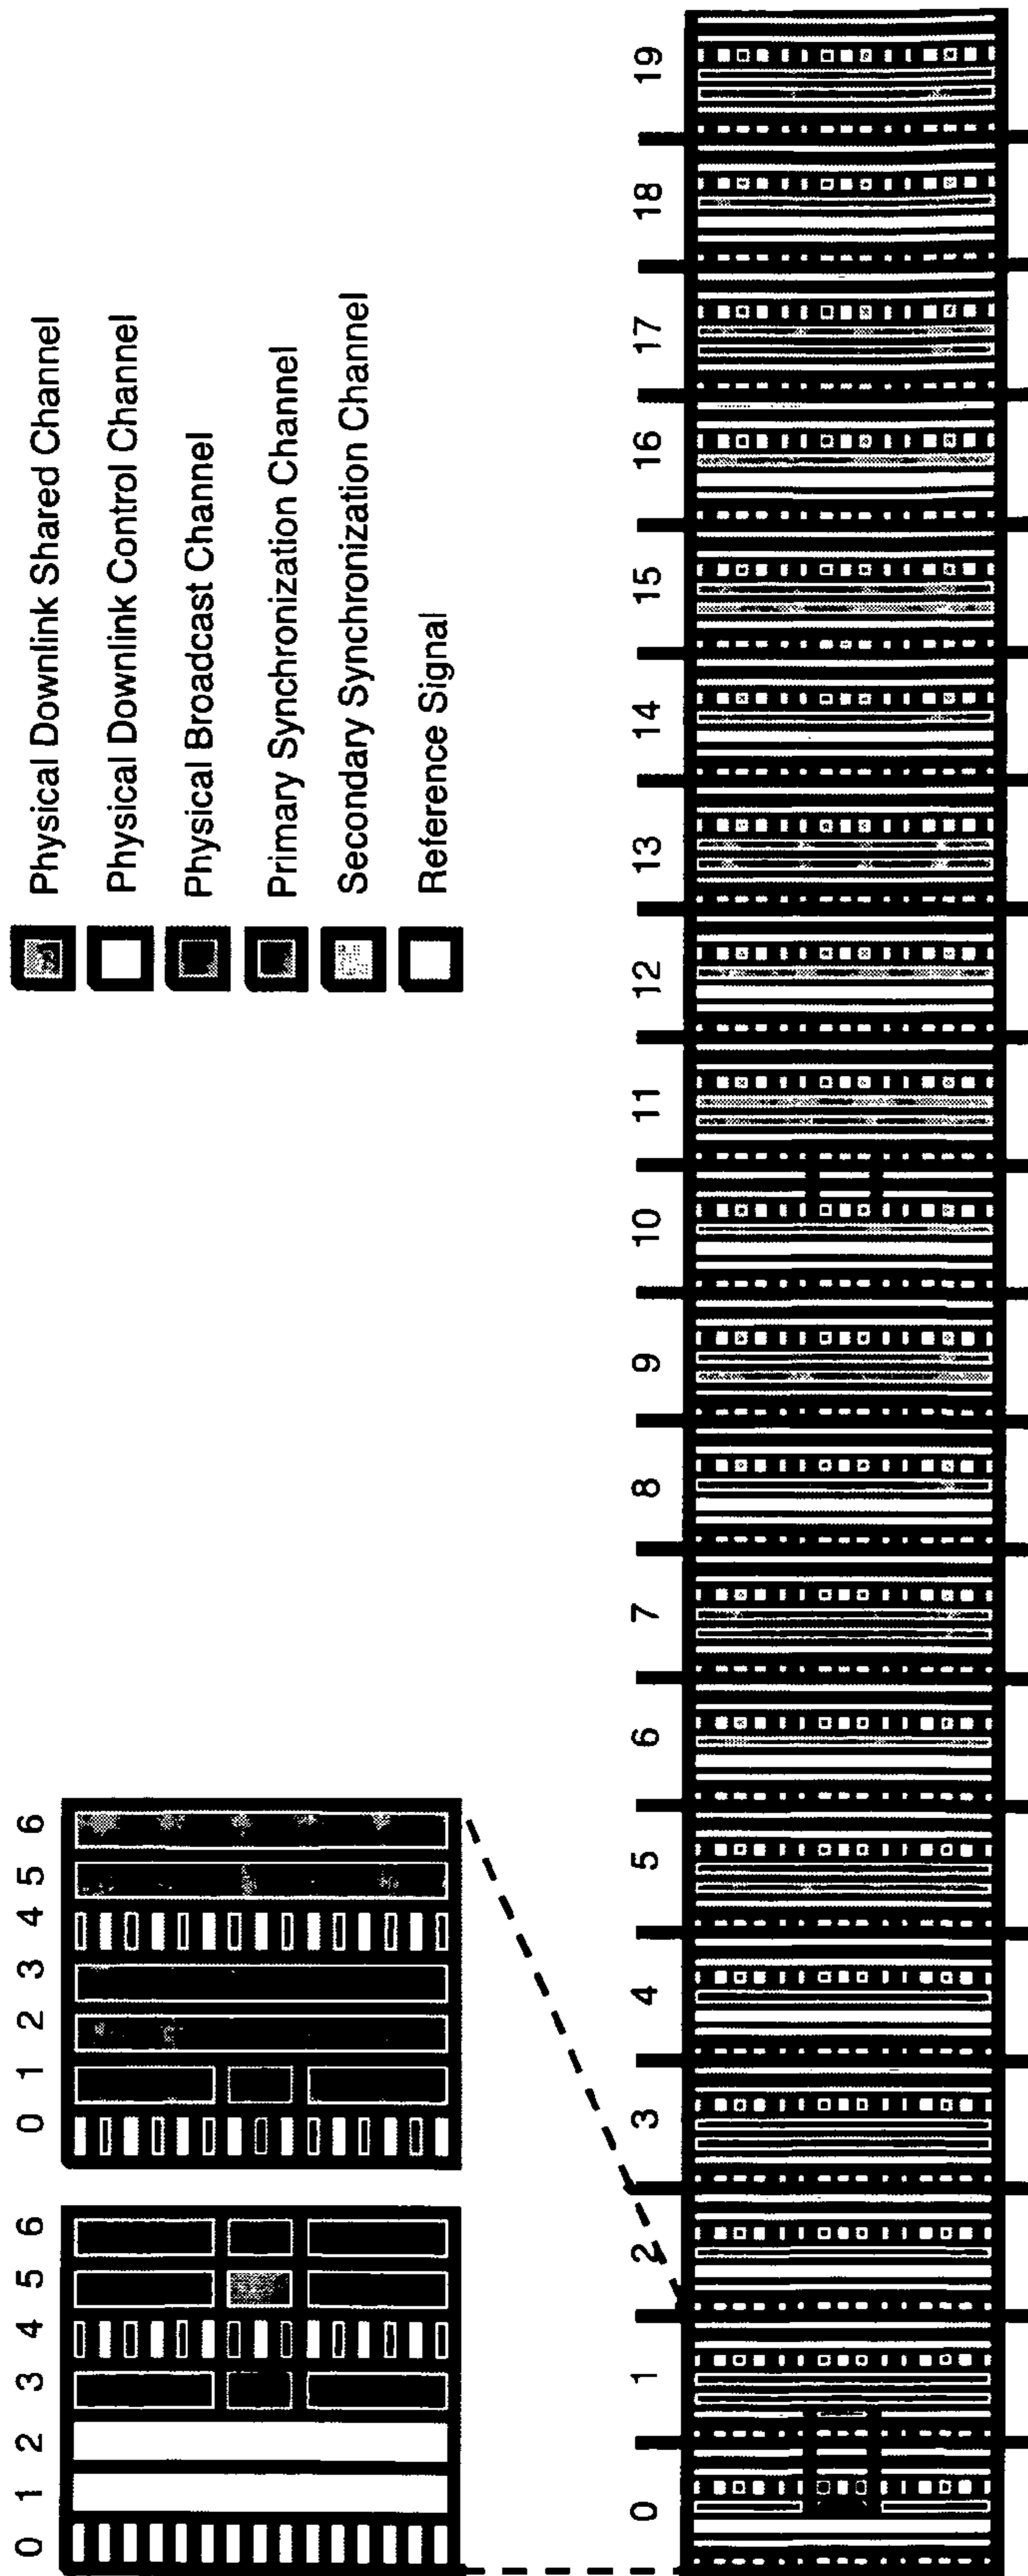 Physical Downlink Shared Channel
Physical Downlink Control Channel
Physical Broadcast Channel
Primary Synchronization Channel
Secondary Synchronization Channel
Reference Signal
0 1 2 3 4 5 6
0 1 2 3 4 5 6
0 1 2 3 4 5 6 7 8 9 10 11 12 13 14 15 16 17 18 19